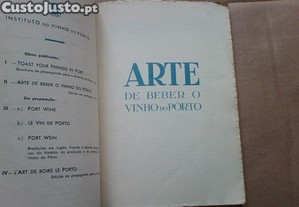 CustoJusto.pt
INSTITUTO DO VINHO DO PORTO
Obras publicadas:
I — TOAST YOUR FRIENDS IN PORT
II — ARTE DE BEBER O VINHO DO PORTO
Em preparação:
III — a) PORT WINE
b) LE VIN DE PORTO
c) PORT WEIN
IV — L'ART DE BOIRE LE PORTO
ARTE
DE BEBER O
VINHO DO PORTO